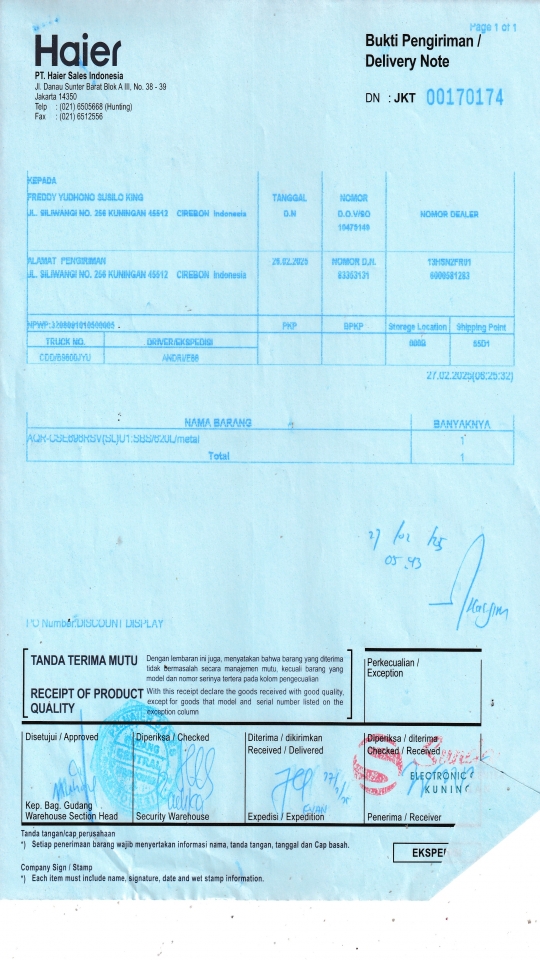 Page 1 of 1
Haier
Bukti Pengiriman /
Delivery Note
PT. Haier Sales Indonesia
Jl. Danau Sunter Barat Blok A III, No. 38 - 39
Jakarta 14350
Telp : (021) 6505668 (Hunting)
Fax : (021) 6512556
DN : JKT 00170174
KEPADA
FREDDY YUDHONO SUSILO KING TANGGAL NOMOR
JL. SILIWANGI NO. 256 KUNINGAN 45512 CIREBON Indonesia D.N D.O.V/SO NOMOR DEALER
ALAMAT PENGIRIMAN 26.02.2025 NOMOR D.N.
JL. SILIWANGI NO. 256 KUNINGAN 45512 CIREBON Indonesia 83353131
PKP BPKP Storage Location Shipping Point
TRUCK NO. DRIVER/EKSPEDISI
27.02.2025(06:25:32)
NAMA BARANG BANYAKNYA
1
Total 1
27/02/25
05.43
PO Number:DISCOUNT DISPLAY
TANDA TERIMA MUTU
Dengan lembaran ini juga, menyatakan bahwa barang yang diterima
tidak bermasalah secara manajemen mutu, kecuali barang yang
model dan nomor serinya tertera pada kolom pengecualian
RECEIPT OF PRODUCT
QUALITY
With this receipt declare the goods received with good quality,
except for goods that model and serial number listed on the
exception column
Perkecualian /
Exception
Disetujui / Approved
Diperiksa / Checked
Diterima / dikirimkan
Received / Delivered
Diperiksa / diterima
Checked / Received
ELECTRONIC
KUNING
Kep. Bag. Gudang
Warehouse Section Head
Security Warehouse
Expedisi / Expedition
Penerima / Receiver
Tanda tangan/cap perusahaan
*) Setiap penerimaan barang wajib menyertakan informasi nama, tanda tangan, tanggal dan Cap basah.
EKSPE
Company Sign / Stamp
*) Each item must include name, signature, date and wet stamp information.